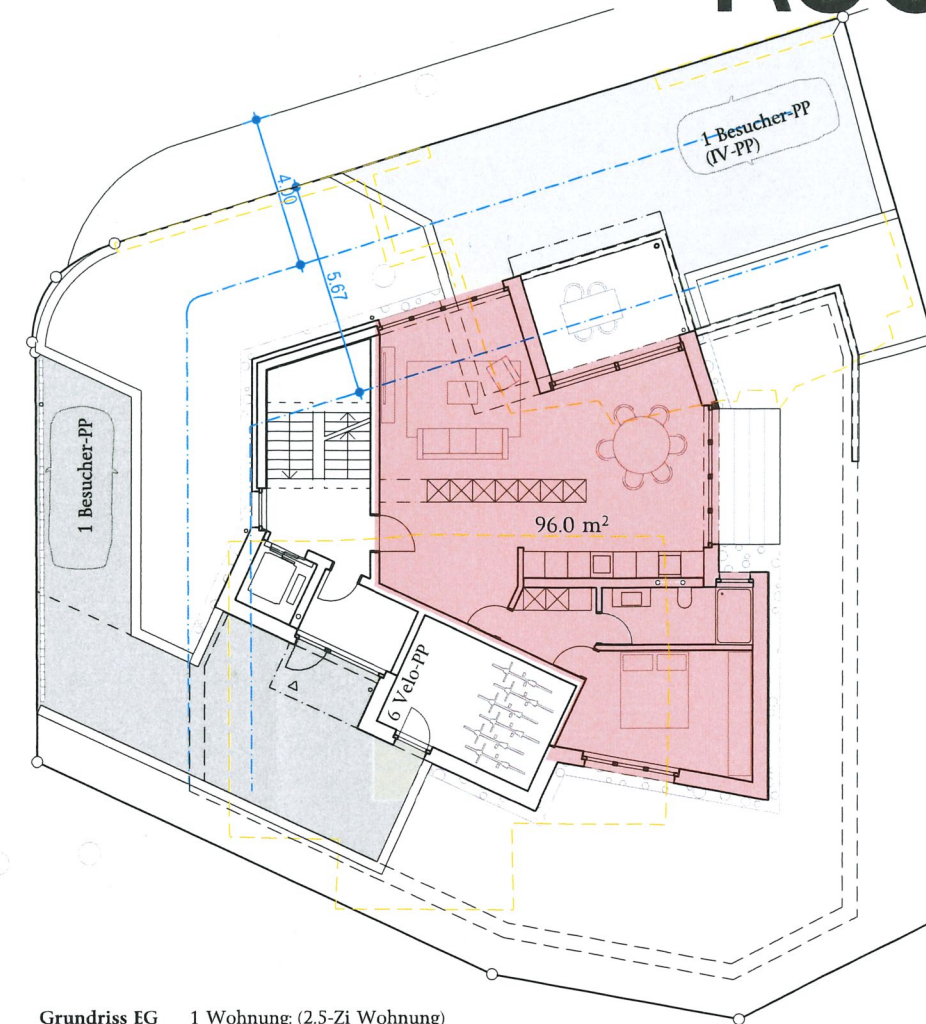 1 Besucher-PP
(IV-PP)
4.00
5.67
1 Besucher-PP
96.0 m²
6 Velo-PP
Grundriss EG 1 Wohnung: (2.5-Zi Wohnung)